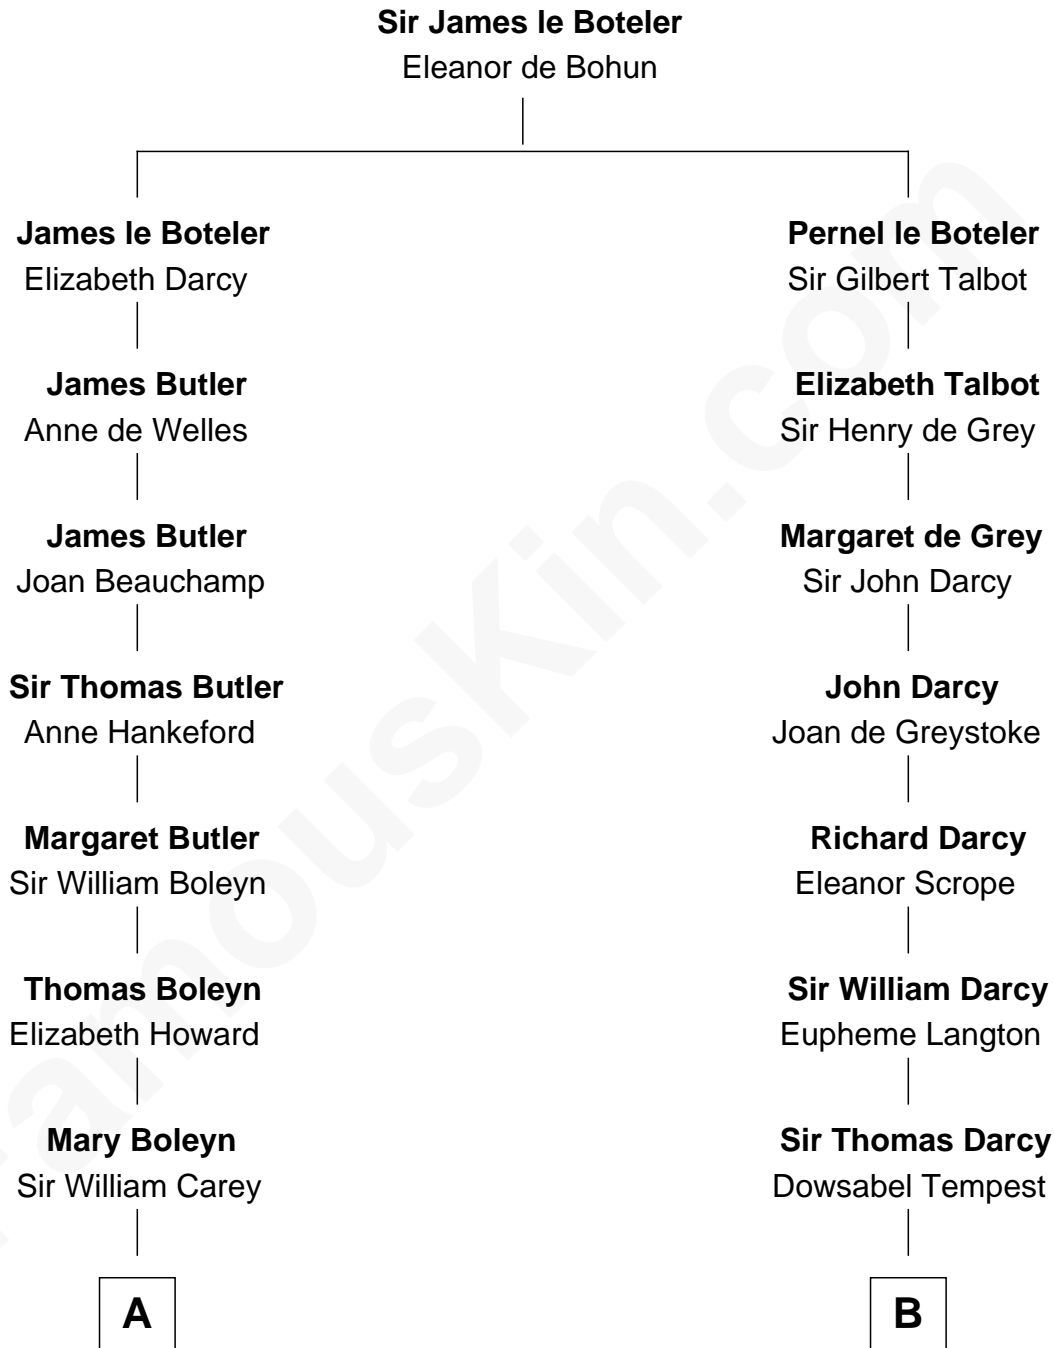 Sir James le Boteler
Eleanor de Bohun
James le Boteler
Elizabeth Darcy
Pernel le Boteler
Sir Gilbert Talbot
James Butler
Anne de Welles
Elizabeth Talbot
Sir Henry de Grey
James Butler
Joan Beauchamp
Margaret de Grey
Sir John Darcy
Sir Thomas Butler
Anne Hankeford
John Darcy
Joan de Greystoke
Margaret Butler
Sir William Boleyn
Richard Darcy
Eleanor Scrope
Thomas Boleyn
Elizabeth Howard
Sir William Darcy
Eupheme Langton
Mary Boleyn
Sir William Carey
Sir Thomas Darcy
Dowsabel Tempest
A
B
FamousKin.com